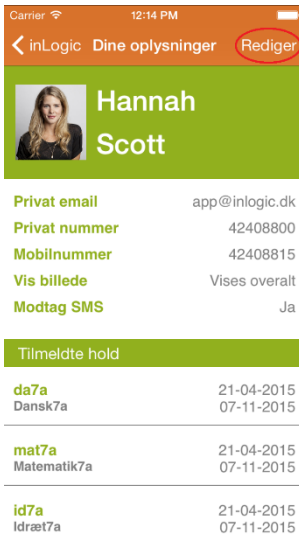 Carrier 12:14 PM
inLogic Dine oplysninger Rediger
Hannah
Scott
Privat email app@inlogic.dk
Privat nummer 42408800
Mobilnummer 42408815
Vis billede Vises overalt
Modtag SMS Ja
Tilmeldte hold
da7a 21-04-2015
Dansk7a 07-11-2015
mat7a 21-04-2015
Matematik7a 07-11-2015
id7a 21-04-2015
Idræt7a 07-11-2015